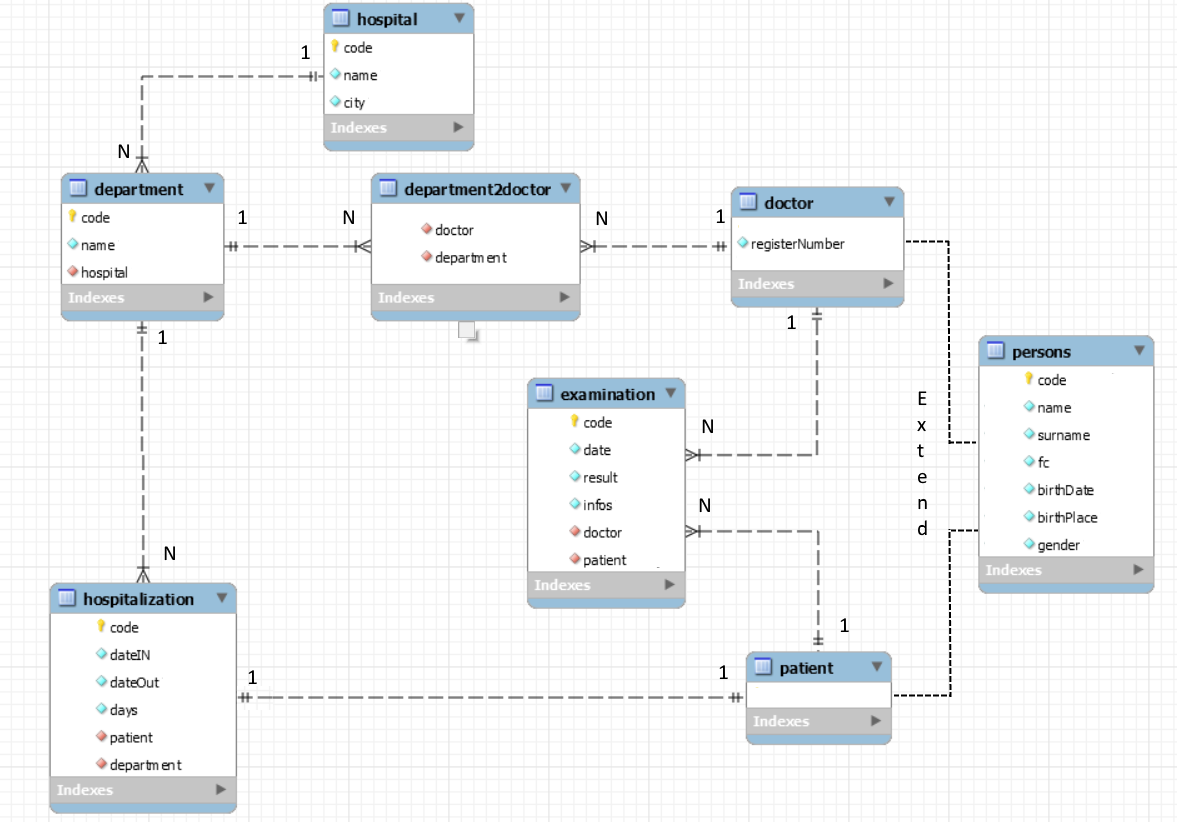 hospital
code
name
city
Indexes
1
N
department
code
name
hospital
Indexes
1
N
department2doctor
doctor
department
Indexes
N
1
doctor
registerNumber
Indexes
1
1
persons
code
name
surname
fc
birthDate
birthPlace
gender
Indexes
E
x
t
e
n
d
examination
code
date
result
infos
doctor
patient
Indexes
N
N
1
N
hospitalization
code
dateIN
dateOut
days
patient
department
Indexes
1
1
patient
Indexes